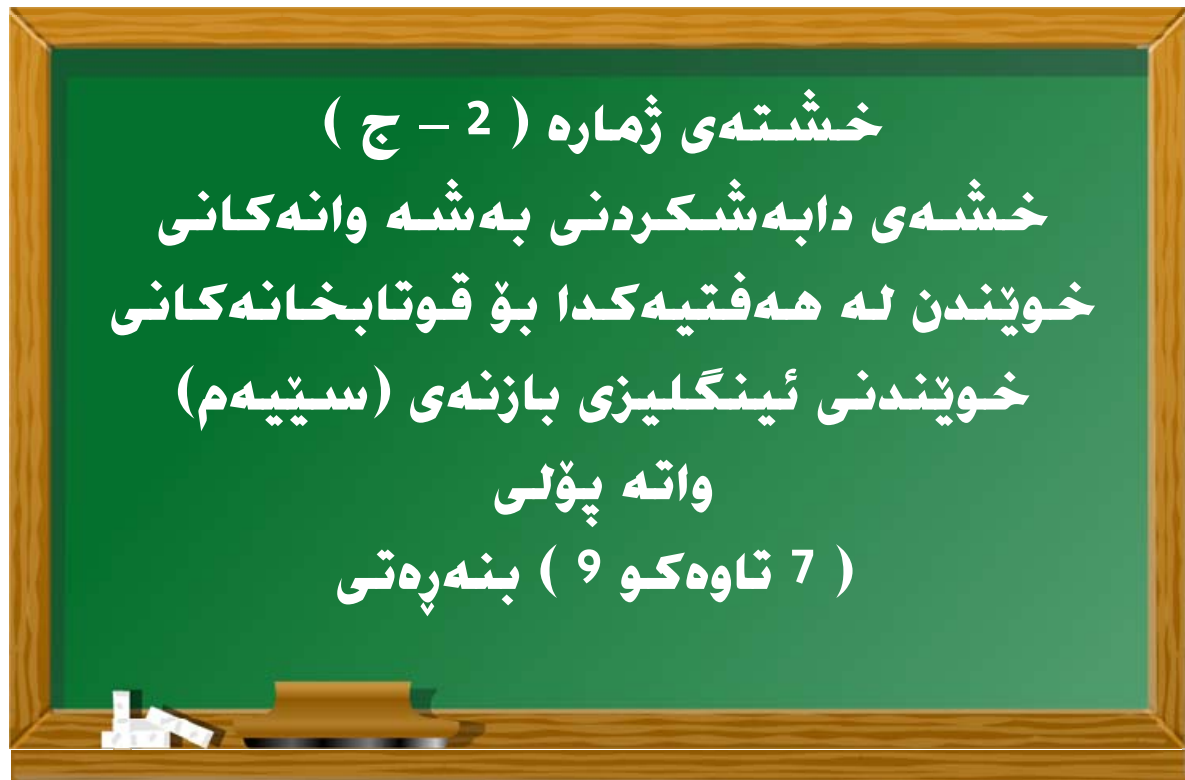 خشتەی ژمارە ( 2 – ج )
خشەی دابەشکردنی بەشە وانەکانی
خوێندن لە هەفتیەکدا بۆ قوتابخانەکانی
خوێندنی ئینگلیزی بازنەی (سێیەم)
واتە پۆلی
( 7 تاوەکو 9 ) بنەڕەتی